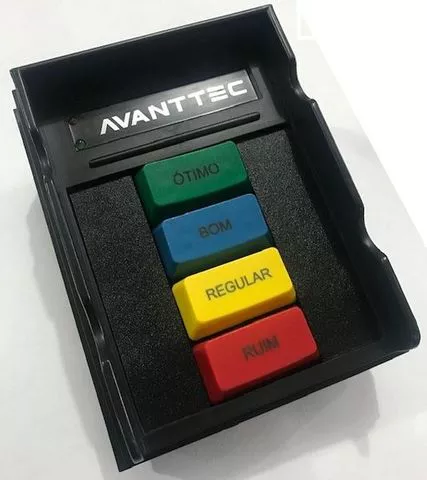 AVANTTEC
ÓTIMO
BOM
REGULAR
RUIM